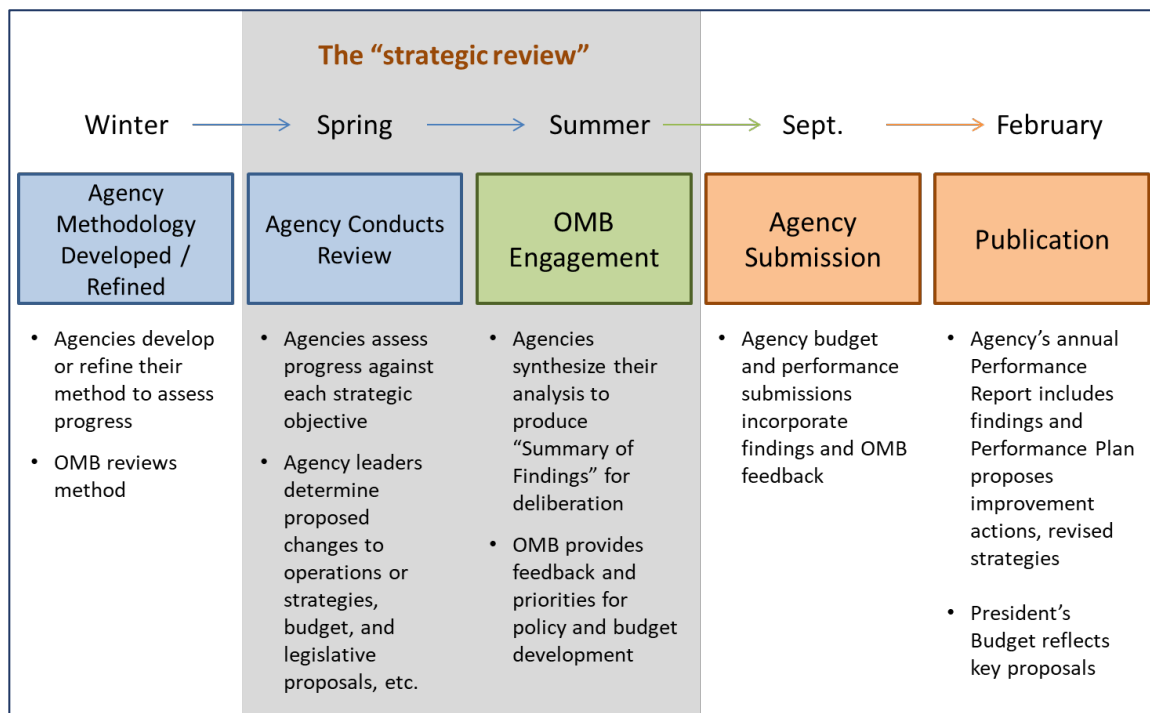 The “strategic review”
Winter
Spring
Summer
Sept.
February
Agency
Methodology
Developed /
Refined
Agency Conducts
Review
OMB
Engagement
Agency
Submission
Publication
• Agencies develop
or refine their
method to assess
progress
• OMB reviews
method
• Agencies assess
progress against
each strategic
objective
• Agency leaders
determine
proposed
changes to
operations or
strategies,
budget, and
legislative
proposals, etc.
• Agencies
synthesize their
analysis to
produce
“Summary of
Findings” for
deliberation
• OMB provides
feedback and
priorities for
policy and budget
development
• Agency budget
and performance
submissions
incorporate
findings and OMB
feedback
• Agency’s annual
Performance
Report includes
findings and
Performance Plan
proposes
improvement
actions, revised
strategies
• President’s
Budget reflects
key proposals